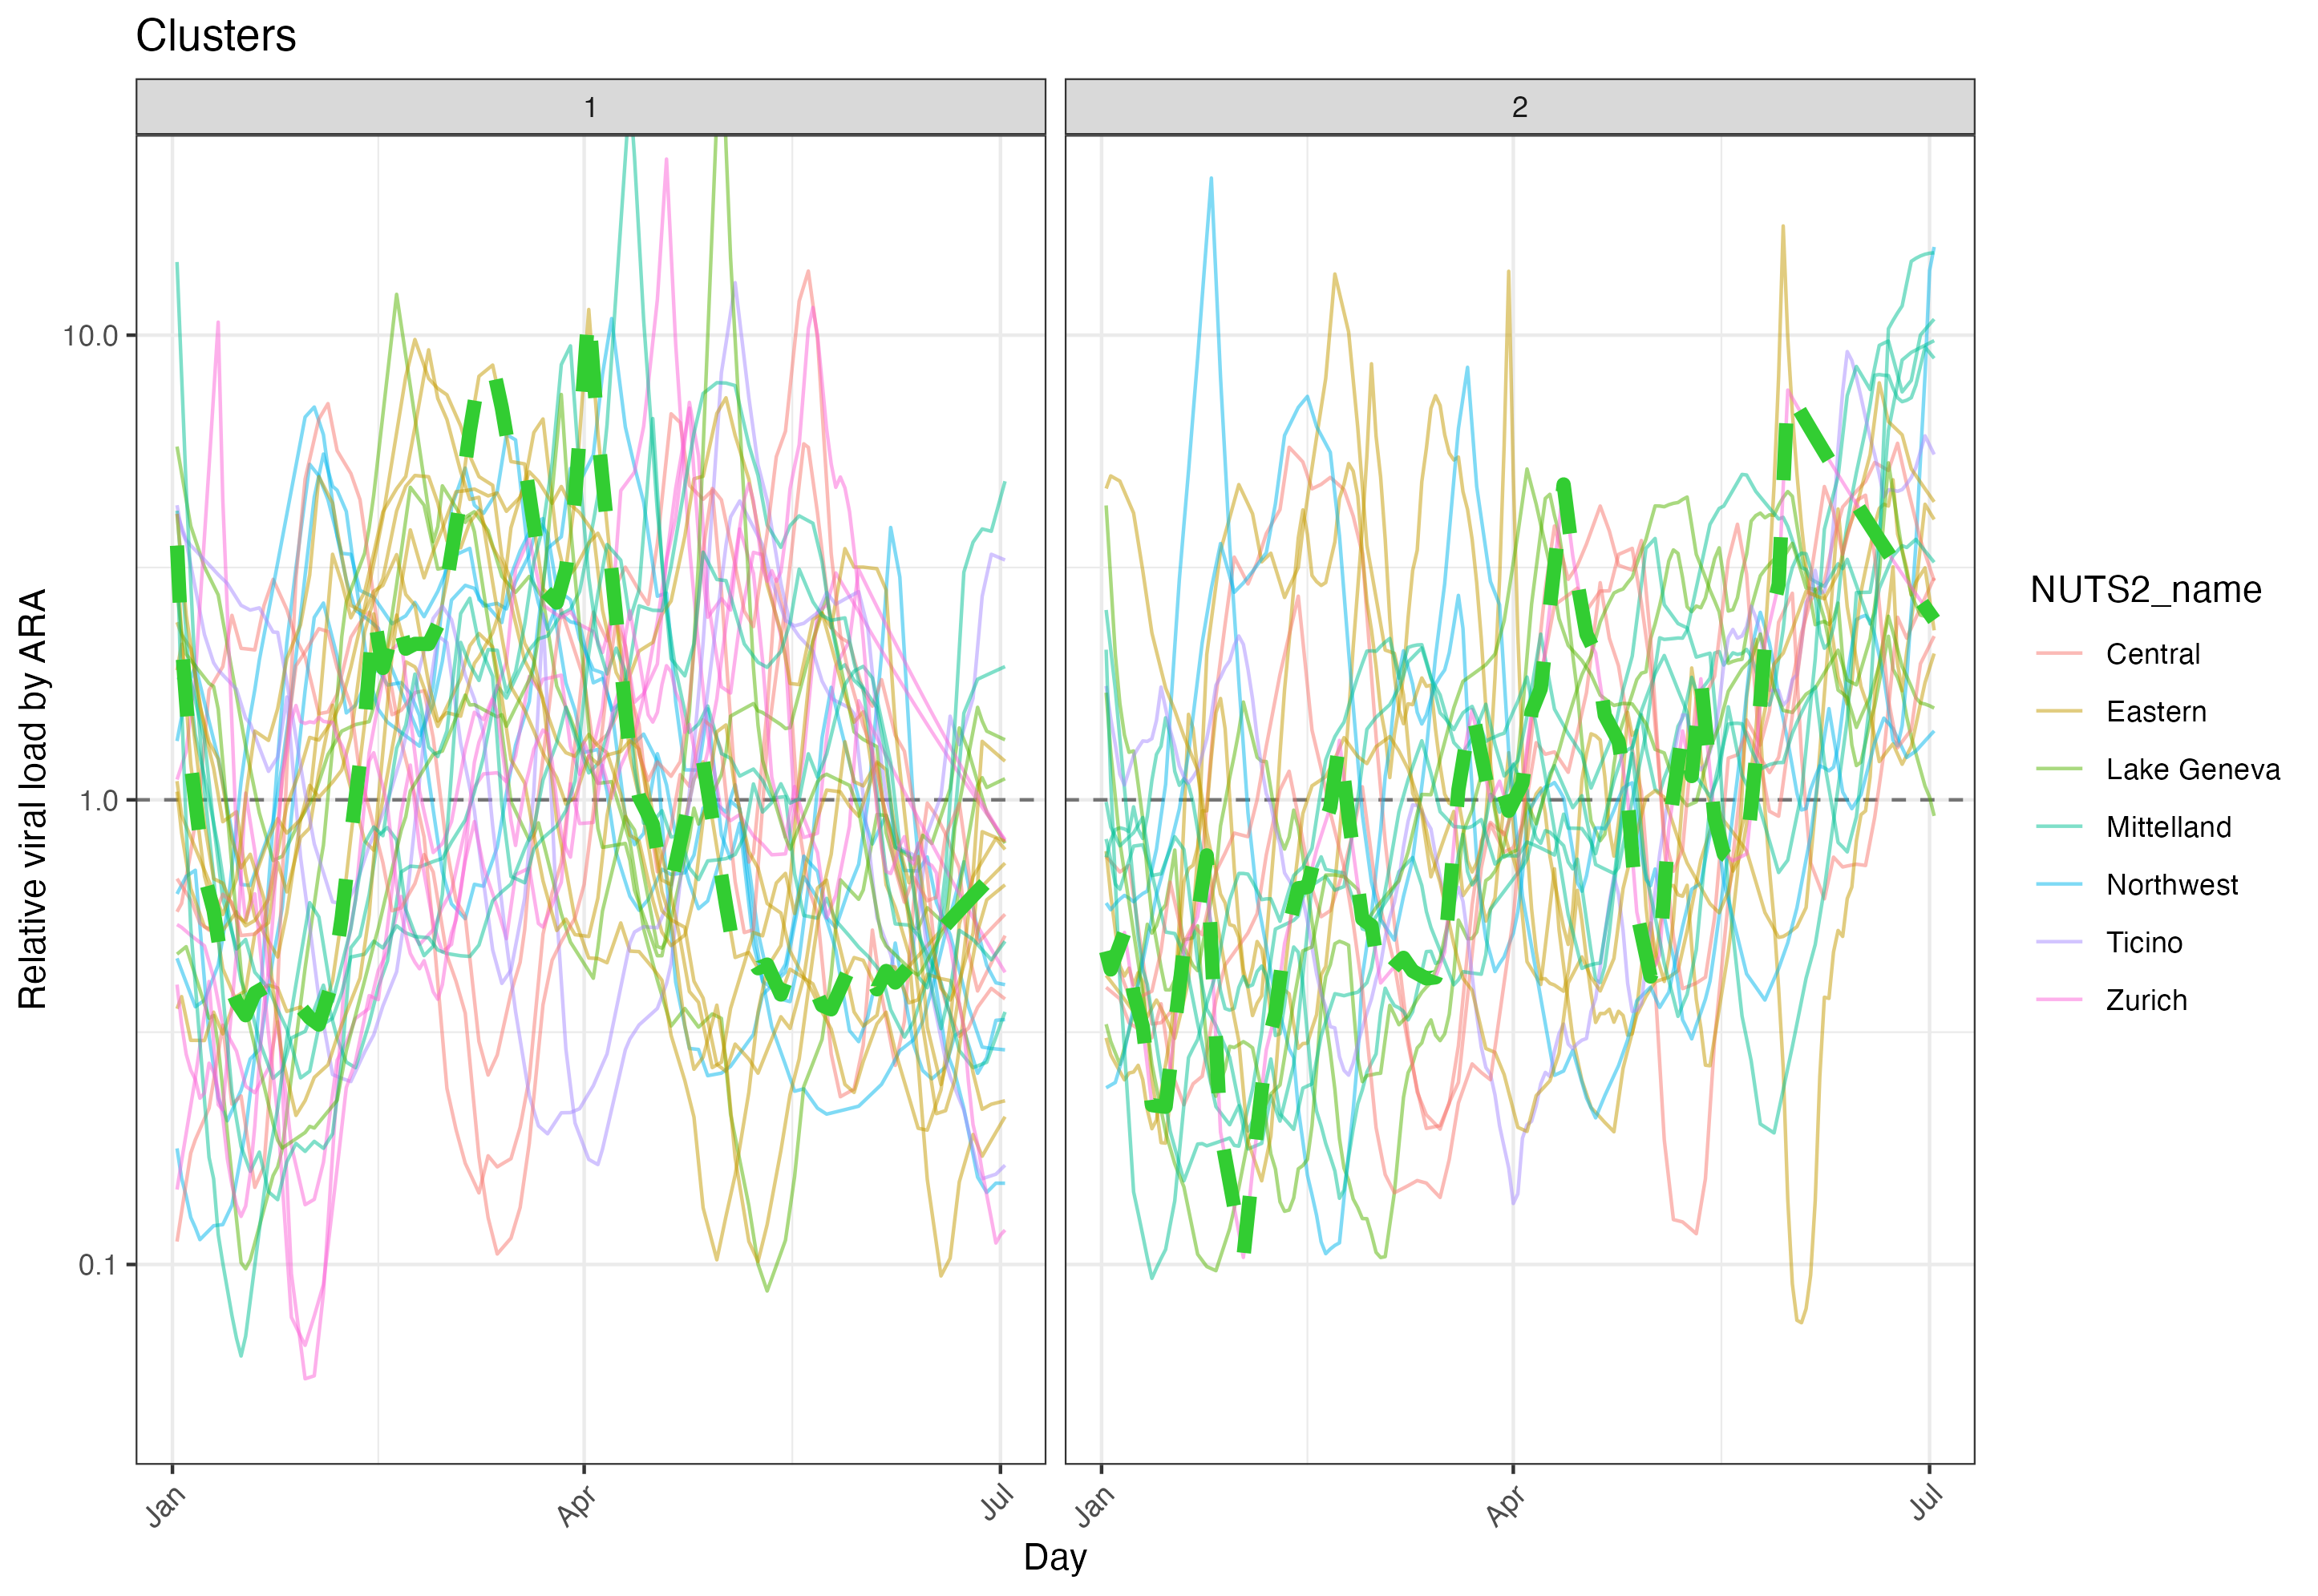 Clusters
1
2
Relative viral load by ARA
10.0
1.0
0.1
Jan
Apr
Jul
Jan
Apr
Jul
Day
NUTS2_name
Central
Eastern
Lake Geneva
Mittelland
Northwest
Ticino
Zurich